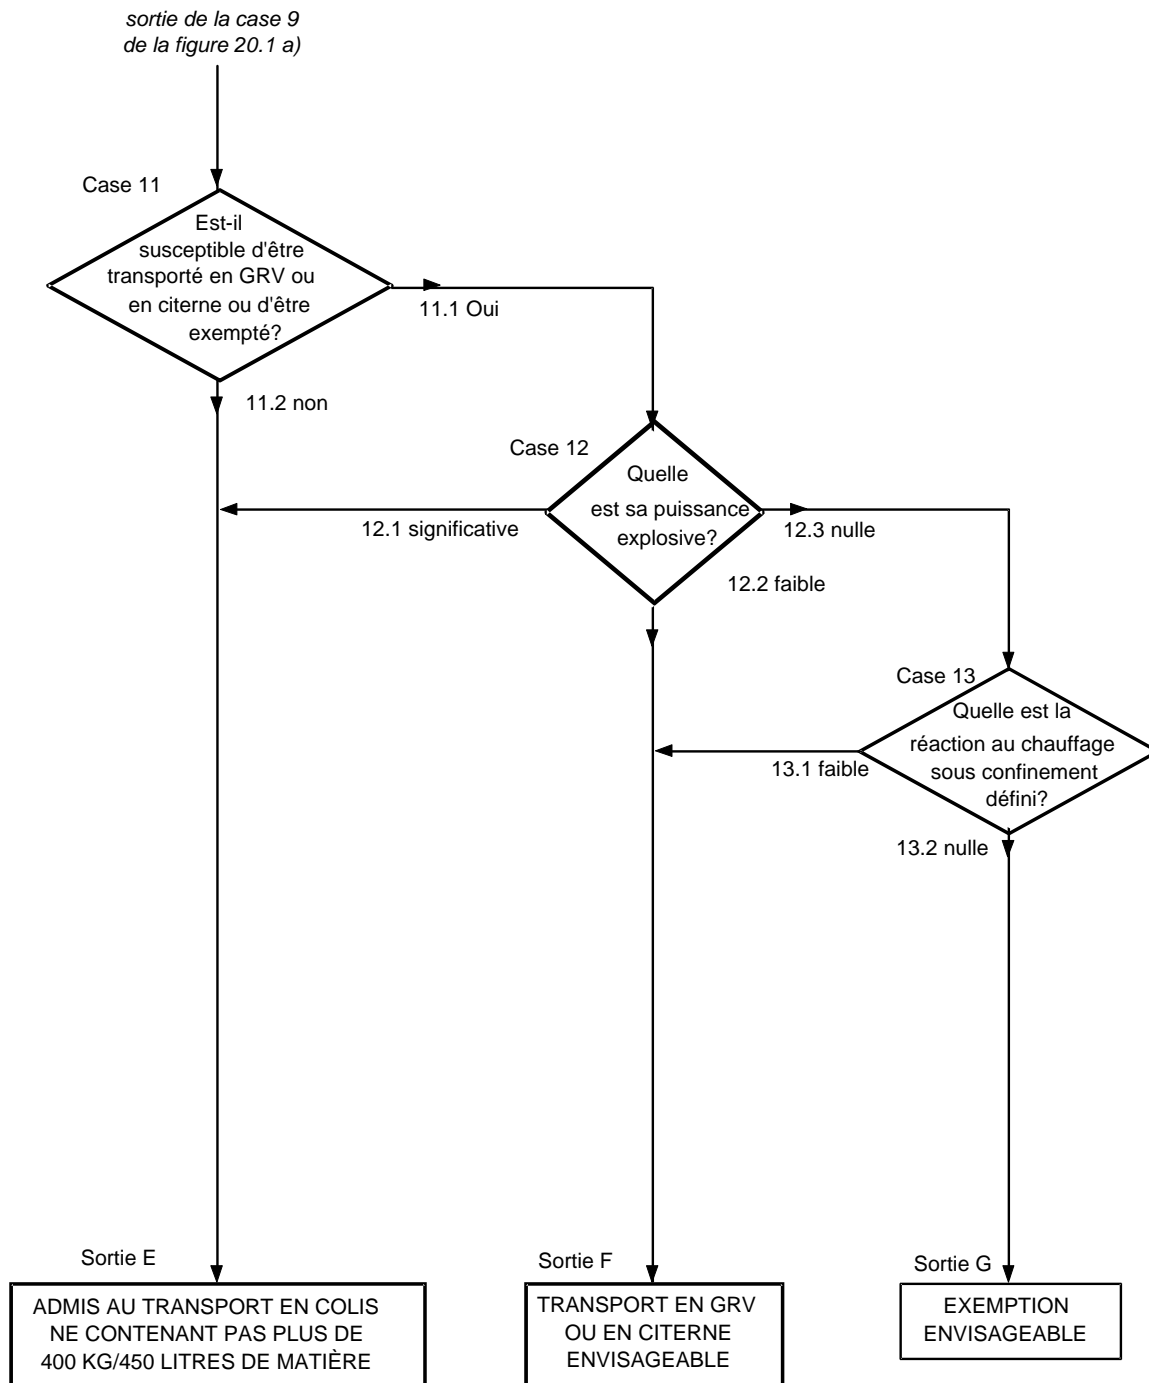 sortie de la case 9
de la figure 20.1 a)
Case 11
Est-il
susceptible d'être
transporté en GRV ou
en citerne ou d'être
exempté?
11.1 Oui
11.2 non
Case 12
Quelle
est sa puissance
explosive?
12.1 significative
12.3 nulle
12.2 faible
Case 13
Quelle est la
réaction au chauffage
sous confinement
défini?
13.1 faible
13.2 nulle
Sortie E
ADMIS AU TRANSPORT EN COLIS
NE CONTENANT PAS PLUS DE
400 KG/450 LITRES DE MATIÈRE
Sortie F
TRANSPORT EN GRV
OU EN CITERNE
ENVISAGEABLE
Sortie G
EXEMPTION
ENVISAGEABLE